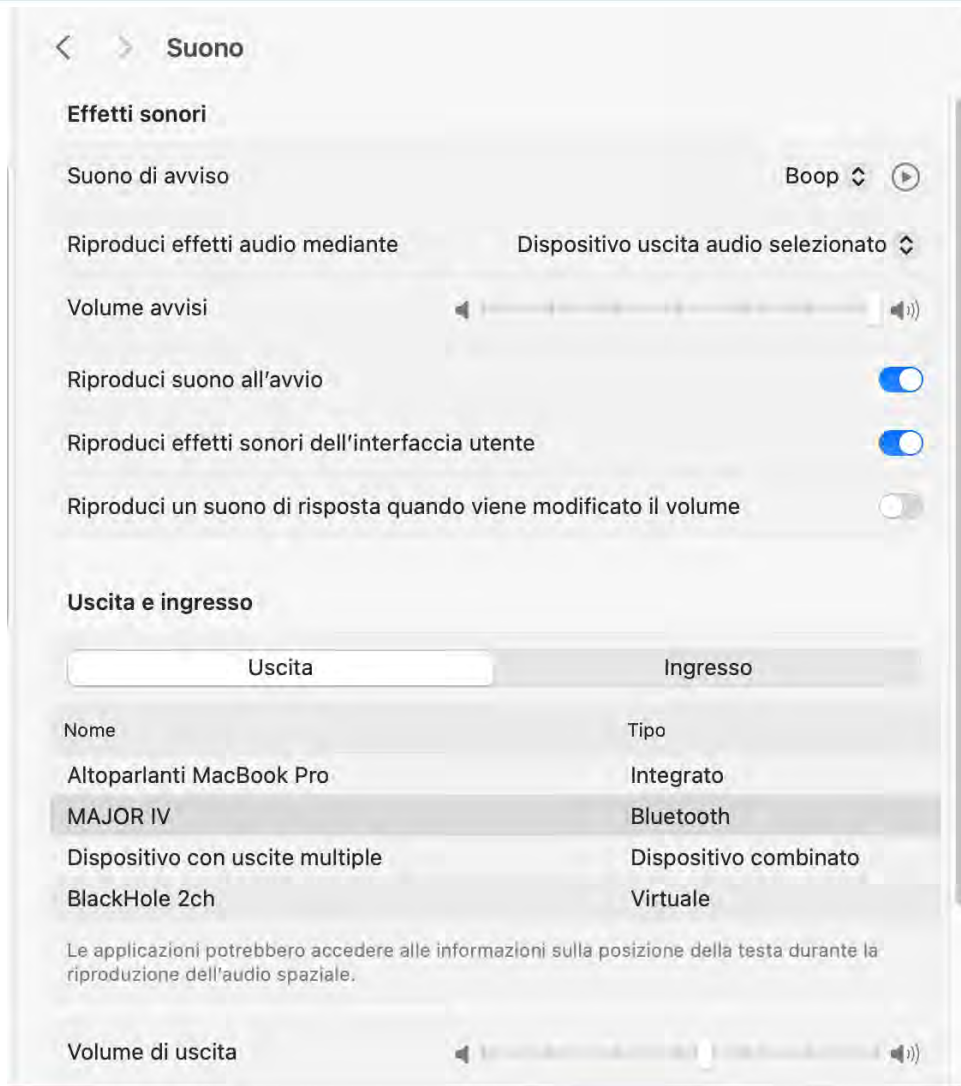 Suono
Effetti sonori
Suono di avviso Boop
Riproduci effetti audio mediante Dispositivo uscita audio selezionato
Volume avvisi
Riproduci suono all'avvio
Riproduci effetti sonori dell'interfaccia utente
Riproduci un suono di risposta quando viene modificato il volume
Uscita e ingresso
Uscita Ingresso
Nome Tipo
Altoparlanti MacBook Pro Integrato
MAJOR IV Bluetooth
Dispositivo con uscite multiple Dispositivo combinato
BlackHole 2ch Virtuale
Le applicazioni potrebbero accedere alle informazioni sulla posizione della testa durante la
riproduzione dell'audio spaziale.
Volume di uscita